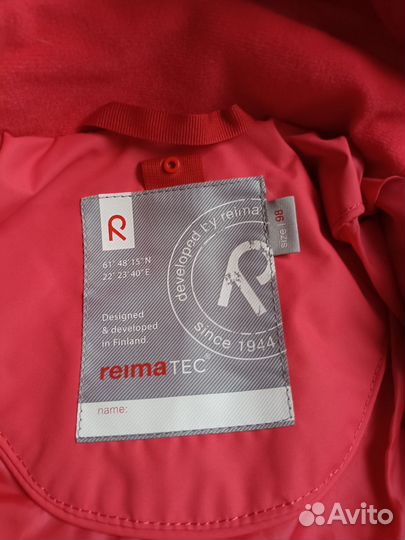 61° 48'15"N
22° 23'40"E
Designed
& developed
in Finland.
reimaTEC®
name:
developed by reima
since 1944
size 98
Avito